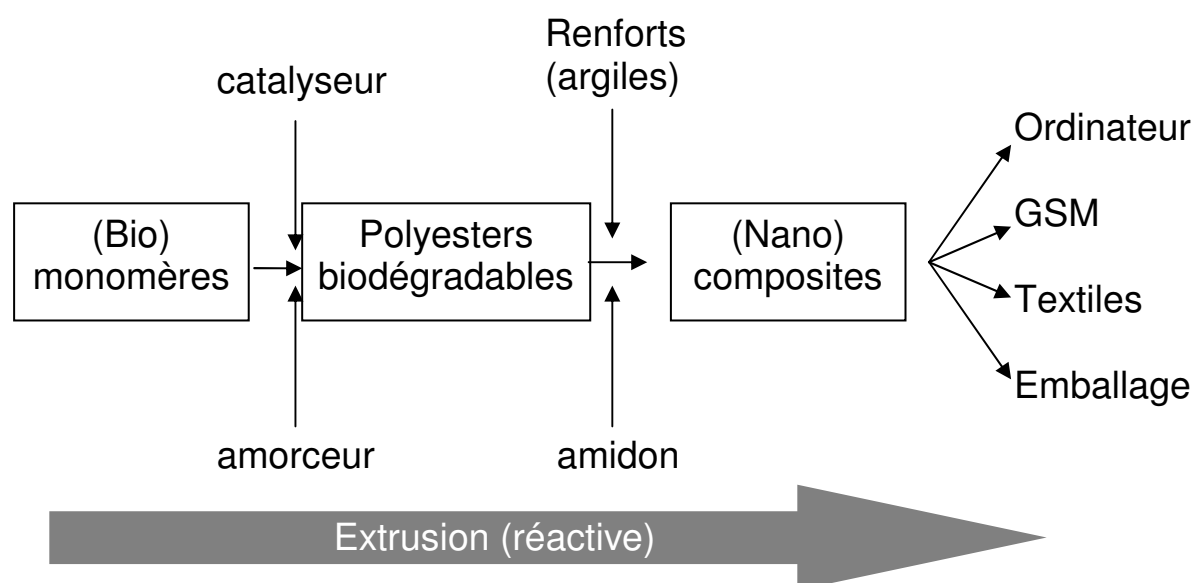 Renforts
(argiles)
catalyseur
Ordinateur
(Bio)
monomères
Polyesters
biodégradables
(Nano)
composites
GSM
Textiles
Emballage
amorceur
amidon
Extrusion (réactive)